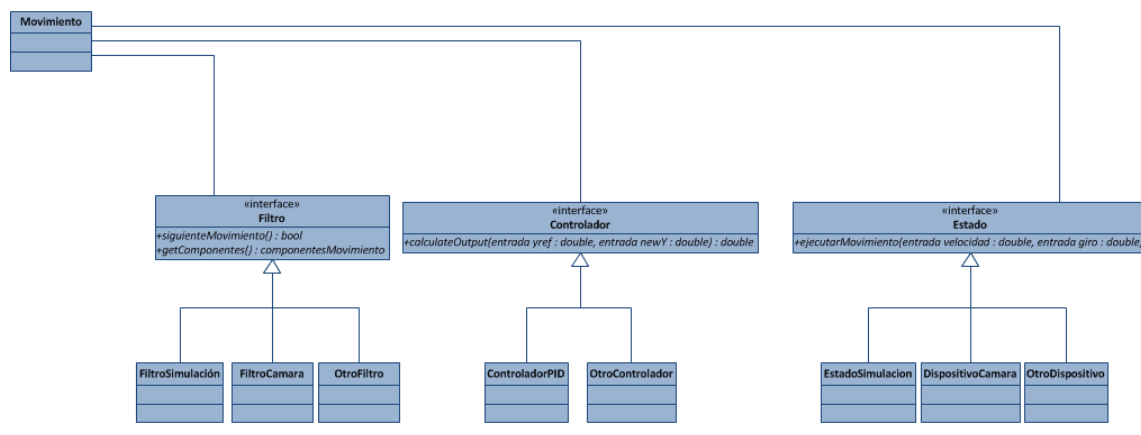 Movimiento
«interface»
Filtro
+siguienteMovimiento() : bool
+getComponentes() : componentesMovimiento
«interface»
Controlador
+calculateOutput(entrada yref : double, entrada newY : double) : double
«interface»
Estado
+ejecutarMovimiento(entrada velocidad : double, entrada giro : double)
FiltroSimulación
FiltroCamara
OtroFiltro
ControladorPID
OtroControlador
EstadoSimulacion
DispositivoCamara
OtroDispositivo